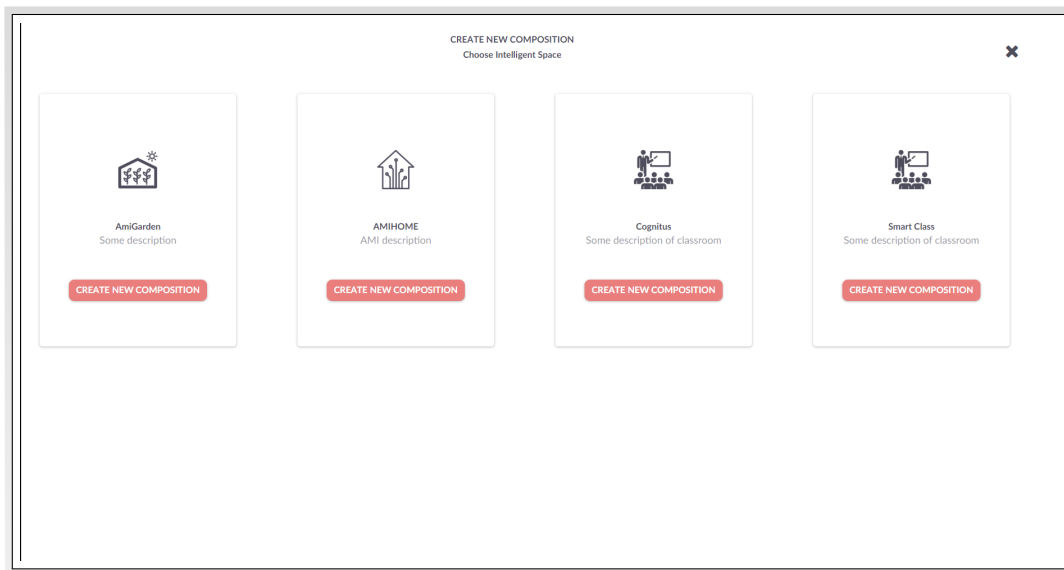 CREATE NEW COMPOSITION
Choose Intelligent Space
AmiGarden
Some description
CREATE NEW COMPOSITION
AMIHOME
AMI description
CREATE NEW COMPOSITION
Cognitus
Some description of classroom
CREATE NEW COMPOSITION
Smart Class
Some description of classroom
CREATE NEW COMPOSITION